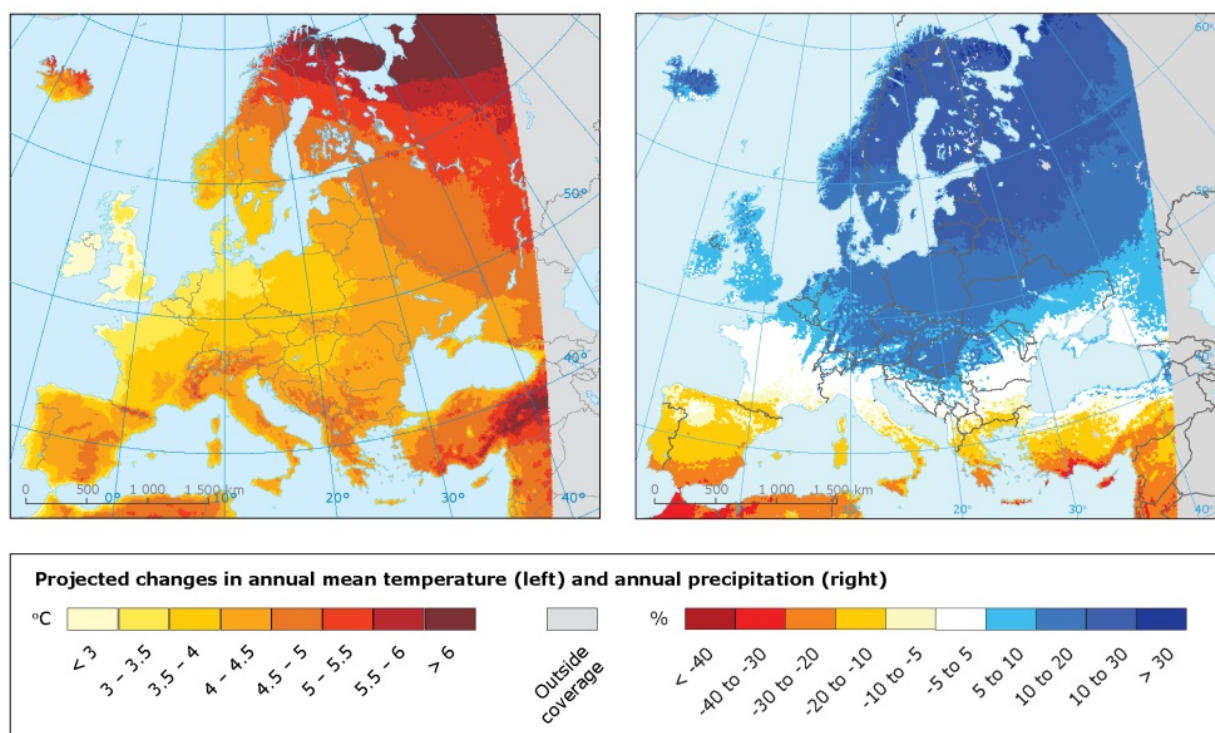 60°
50°
50°
40°
40°
0 500 1 000 1 500 km
0° 10° 20° 30° 40°
0 500 1 000 1 500 km
10° 20° 30° 40°
Projected changes in annual mean temperature (left) and annual precipitation (right)
°C
< 3
3 – 3.5
3.5 – 4
4 – 4.5
4.5 – 5
5 – 5.5
5.5 – 6
> 6
Outside
coverage
%
< -40
-40 to -30
-30 to -20
-20 to -10
-10 to -5
-5 to 5
5 to 10
10 to 20
10 to 30
> 30